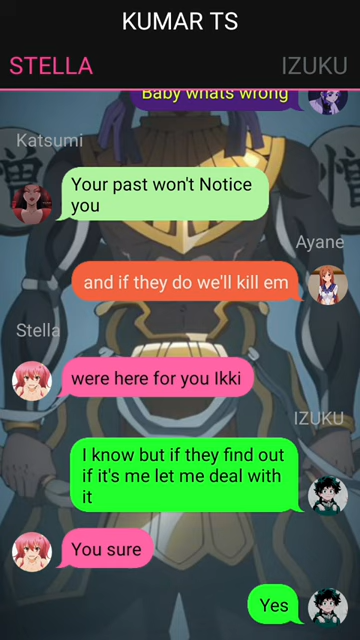 KUMAR TS
STELLA
IZUKU
Baby whats wrong
Katsumi
Your past won't Notice
you
Ayane
and if they do we'll kill em
Stella
were here for you Ikki
IZUKU
I know but if they find out
if it's me let me deal with
it
You sure
Yes